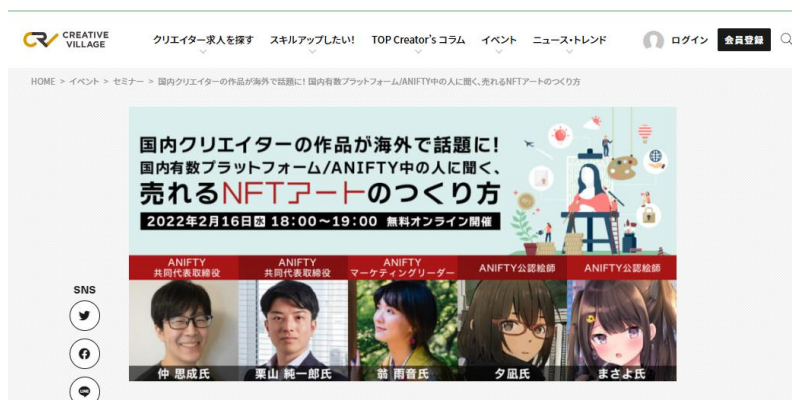 CREATIVE
VILLAGE
クリエイター求人を探す スキルアップしたい! TOP Creator's コラム イベント ニュース・トレンド ログイン 会員登録
HOME > イベント > セミナー > 国内クリエイターの作品が海外で話題に! 国内有数プラットフォーム/ANIFTY中の人に聞く、売れるNFTアートのつくり方
国内クリエイターの作品が海外で話題に!
国内有数プラットフォーム/ANIFTY中の人に聞く、
売れるNFTアートのつくり方
2022年2月16日水 18:00〜19:00 無料オンライン開催
ANIFTY
共同代表取締役
ANIFTY
共同代表取締役
ANIFTY
マーケティングリーダー
ANIFTY公認絵師
ANIFTY公認絵師
仲 思成氏
栗山 純一郎氏
翁 雨音氏
夕凪氏
まさよ氏
SNS
LINE